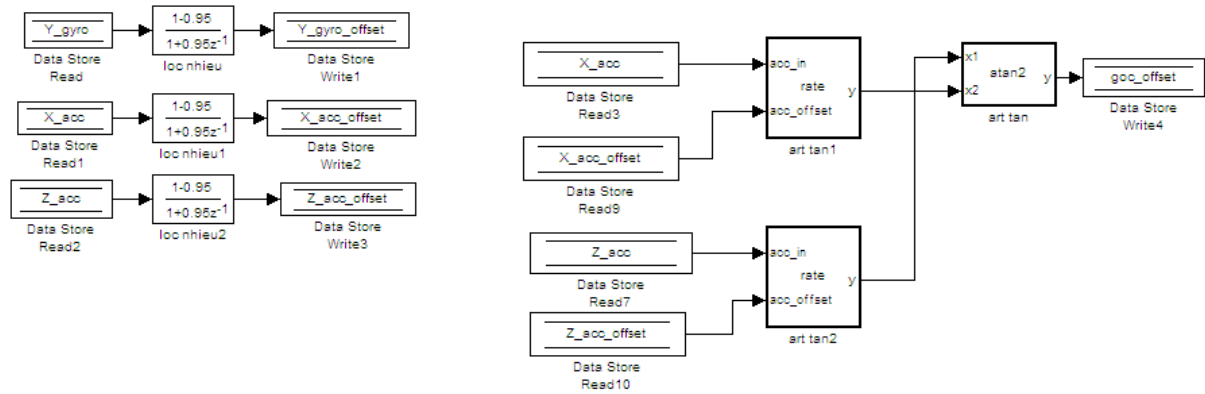 Y_gyro
1-0.95
1+0.95z-1
Y_gyro_offset
Data Store
Read
loc nhieu
Data Store
Write1
X_acc
1-0.95
1+0.95z-1
X_acc_offset
Data Store
Read1
loc nhieu1
Data Store
Write2
Z_acc
1-0.95
1+0.95z-1
Z_acc_offset
Data Store
Read2
loc nhieu2
Data Store
Write3
X_acc
Data Store
Read3
X_acc_offset
Data Store
Read9
acc_in
rate
y
acc_offset
art tan1
Z_acc
Data Store
Read7
Z_acc_offset
Data Store
Read10
acc_in
rate
y
acc_offset
art tan2
x1
atan2
y
x2
art tan
goc_offset
Data Store
Write4